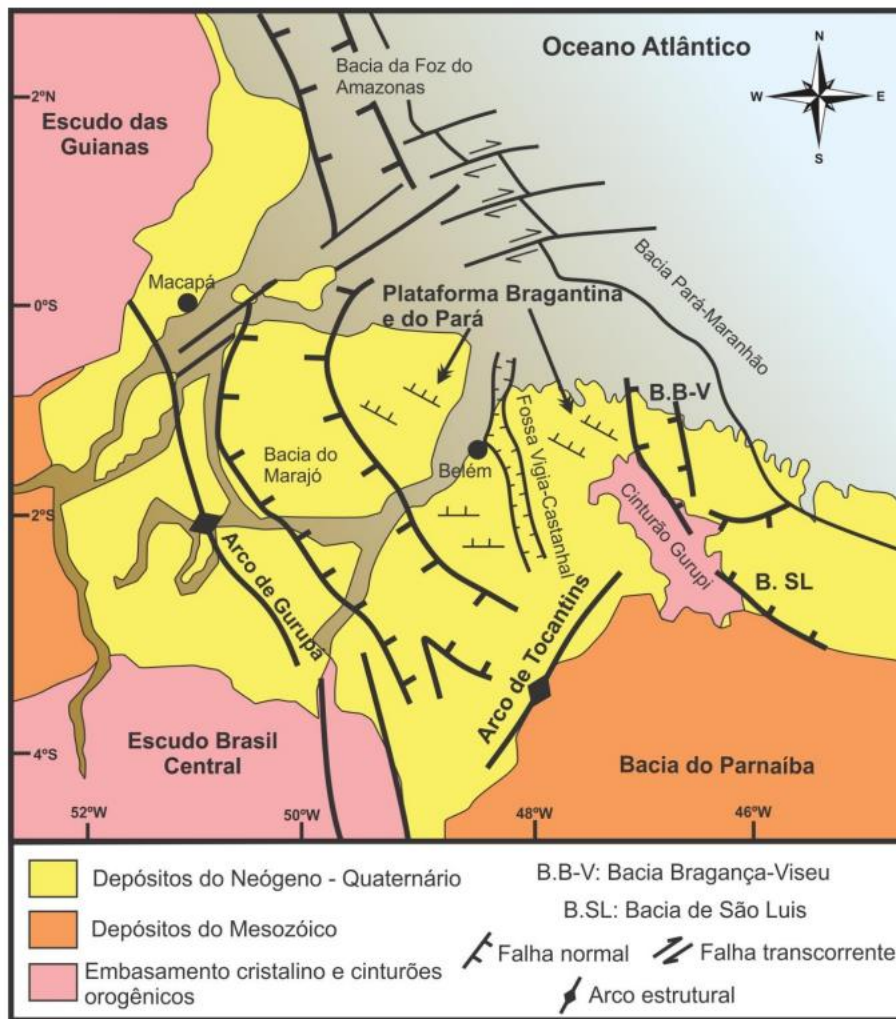 Oceano Atlântico
Bacia da Foz do
Amazonas
N
W
E
S
2ºN
Escudo das
Guianas
Macapá
0ºS
Plataforma Bragantina
e do Pará
Bacia Pará-Maranhão
B.B-V
Fossa Vigia-Castanhal
Bacia do
Marajó
Belém
Cinturão Gurupi
2ºS
Arco de Gurupá
B. SL
Arco de Tocantins
Escudo Brasil
Central
Bacia do Parnaíba
4ºS
52ºW
50ºW
48ºW
46ºW
Depósitos do Neógeno - Quaternário
B.B-V: Bacia Bragança-Viseu
B.SL: Bacia de São Luis
Depósitos do Mesozóico
Falha normal
Falha transcorrente
Embasamento cristalino e cinturões
orogênicos
Arco estrutural